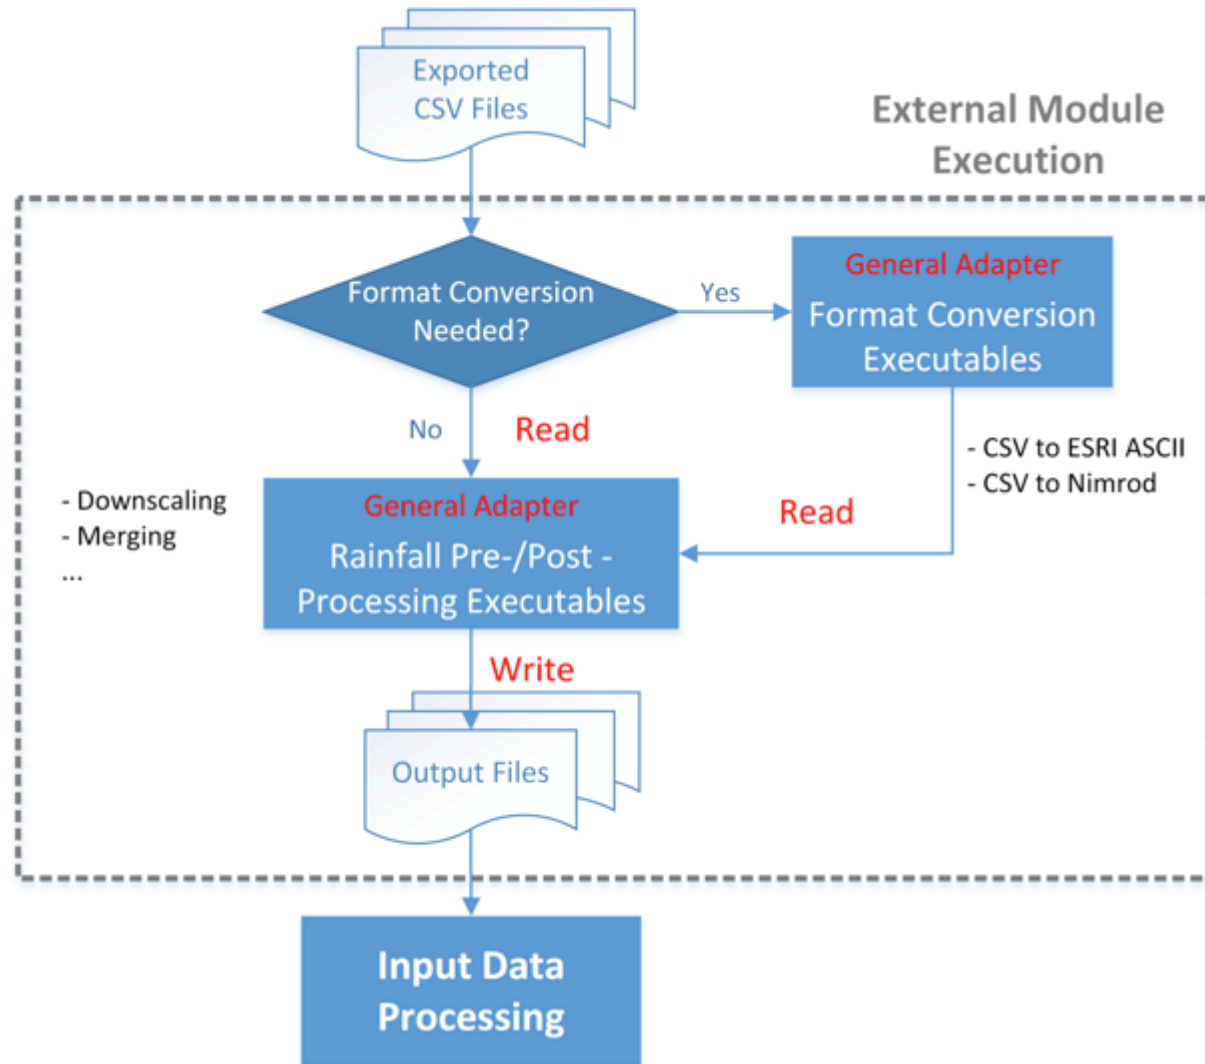 Exported
CSV Files
External Module
Execution
General Adapter
Format Conversion
Needed?
Yes
Format Conversion
Executables
No
Read
- CSV to ESRI ASCII
- CSV to Nimrod
- Downscaling
- Merging
...
General Adapter
Read
Rainfall Pre-/Post -
Processing Executables
Write
Output Files
Input Data
Processing